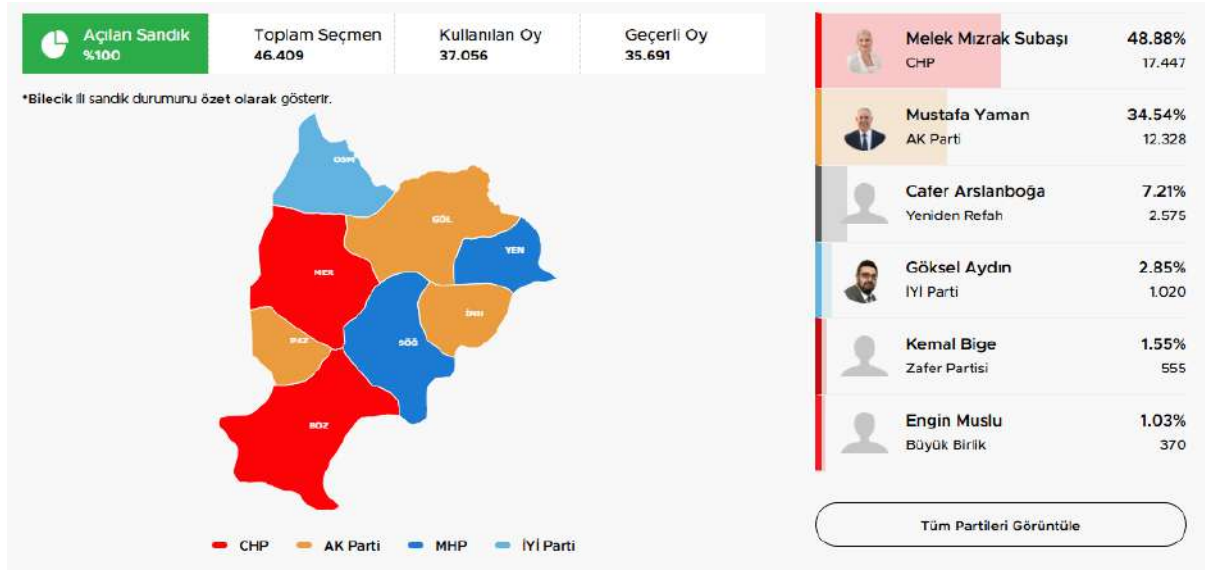 Açılan Sandık
%100
Toplam Seçmen
46.409
Kullanılan Oy
37.056
Geçerli Oy
35.691
*Bilecik ili sandık durumunu özet olarak gösterir.
OSM
GÖL
YEN
MER
İNH
PAZ
SÖĞ
BOZ
CHP
AK Parti
MHP
İYİ Parti
Melek Mızrak Subaşı 48.88%
CHP 17.447
Mustafa Yaman 34.54%
AK Parti 12.328
Cafer Arslanboğa 7.21%
Yeniden Refah 2.575
Göksel Aydın 2.85%
İYİ Parti 1.020
Kemal Bige 1.55%
Zafer Partisi 555
Engin Muslu 1.03%
Büyük Birlik 370
Tüm Partileri Görüntüle